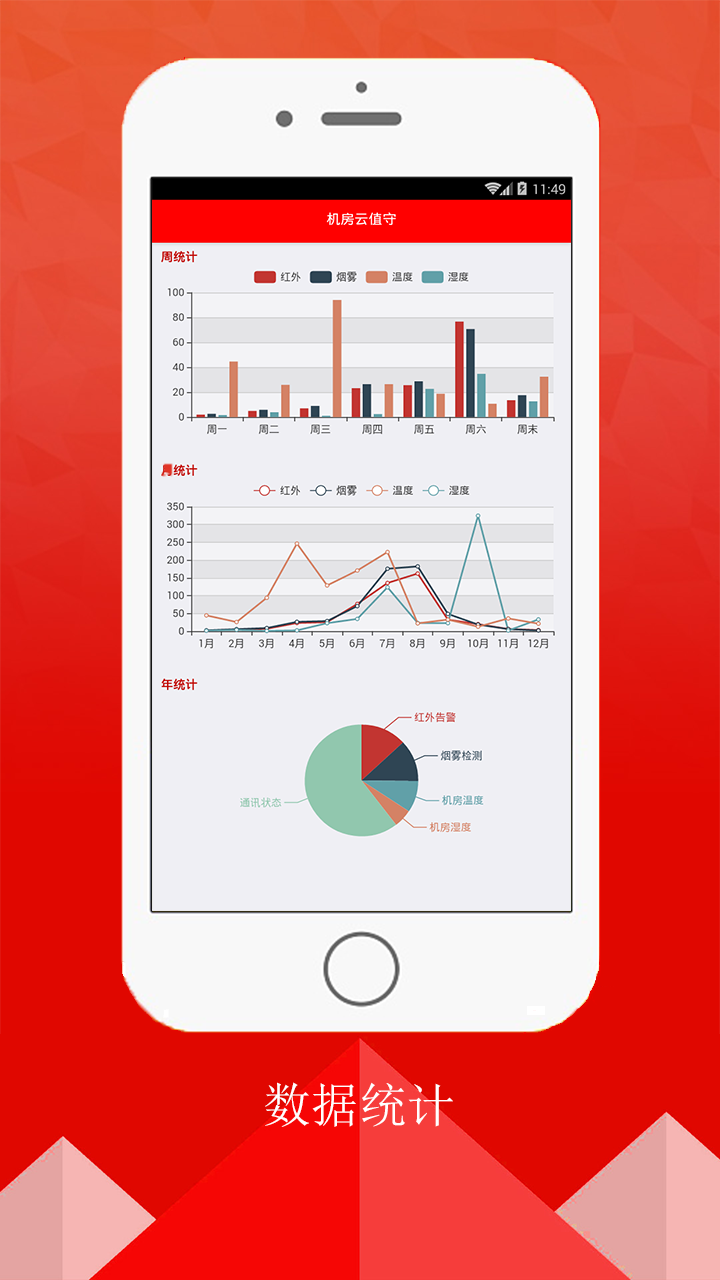 11:49
机房云值守
周统计
红外 烟雾 温度 湿度
100
80
60
40
20
0
周一 周二 周三 周四 周五 周六 周末
月统计
红外 烟雾 温度 湿度
350
300
250
200
150
100
50
0
1月 2月 3月 4月 5月 6月 7月 8月 9月 10月 11月 12月
年统计
红外告警
烟雾检测
通讯状态
机房温度
机房湿度
数据统计